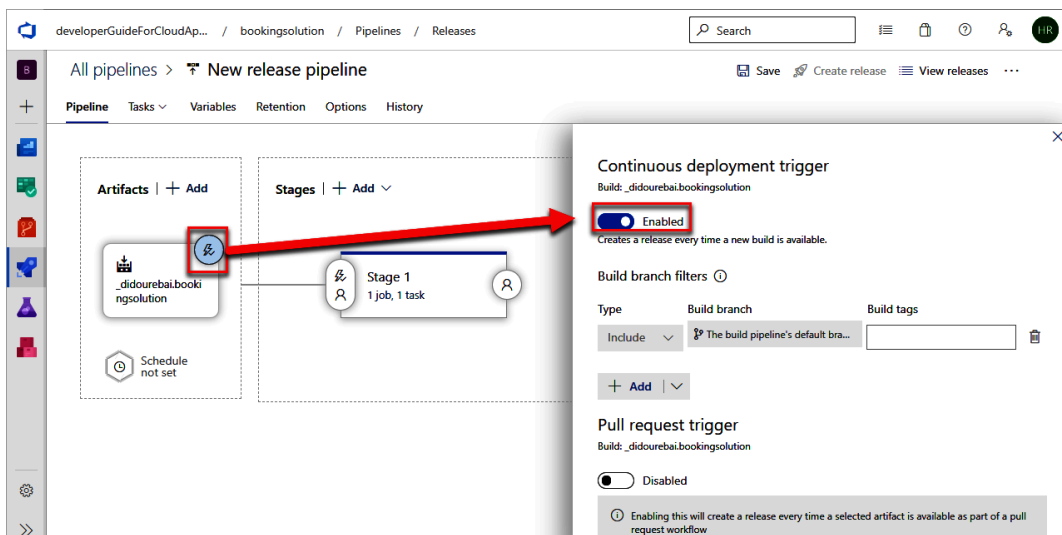 developerGuideForCloudAp... / bookingsolution / Pipelines / Releases
Search
HR
B
All pipelines > New release pipeline
Save Create release View releases ...
Pipeline Tasks Variables Retention Options History
Artifacts | + Add
Stages | + Add
_didourebai.booki
ngsolution
Stage 1
1 job, 1 task
Schedule
not set
Continuous deployment trigger
Build: _didourebai.bookingsolution
Enabled
Creates a release every time a new build is available.
Build branch filters
Type Build branch Build tags
Include The build pipeline's default bra...
+ Add
Pull request trigger
Build: _didourebai.bookingsolution
Disabled
Enabling this will create a release every time a selected artifact is available as part of a pull
request workflow